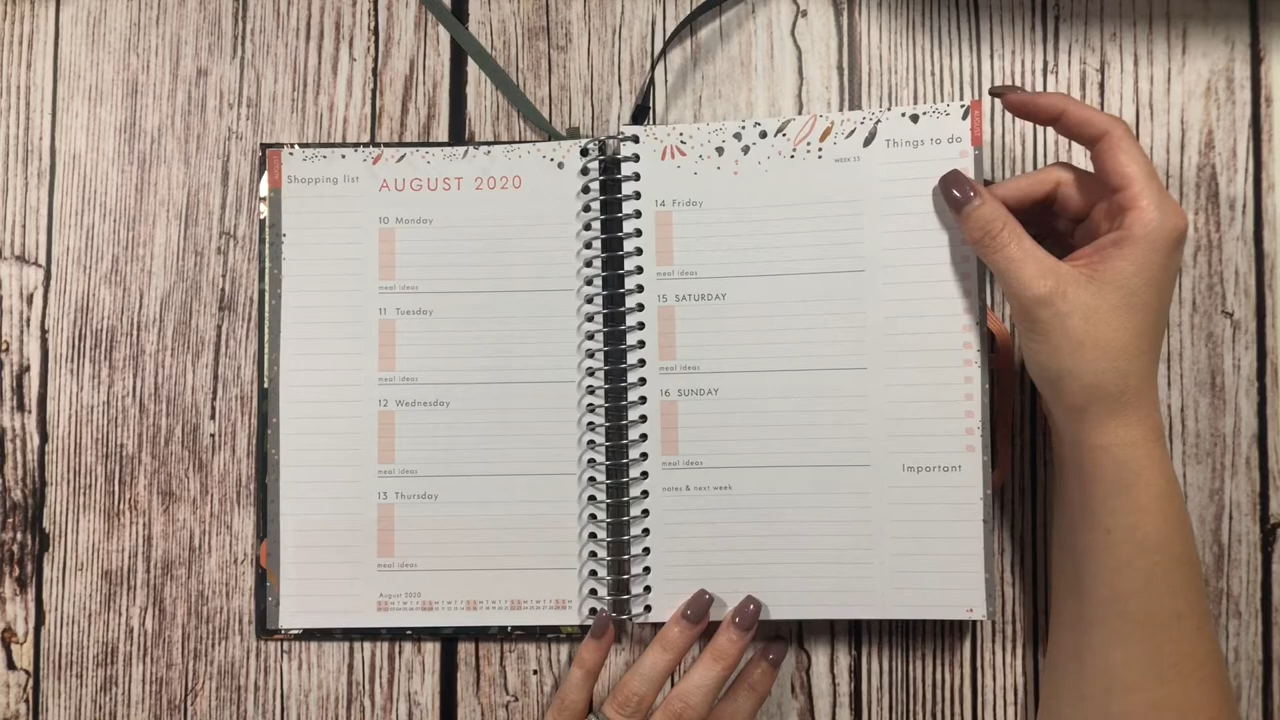 AUGUST
Shopping list
AUGUST 2020
10 Monday
meal ideas
11 Tuesday
meal ideas
12 Wednesday
meal ideas
13 Thursday
meal ideas
August 2020
WEEK 33
14 Friday
meal ideas
15 SATURDAY
meal ideas
16 SUNDAY
meal ideas
notes & next week
AUGUST
Things to do
Important